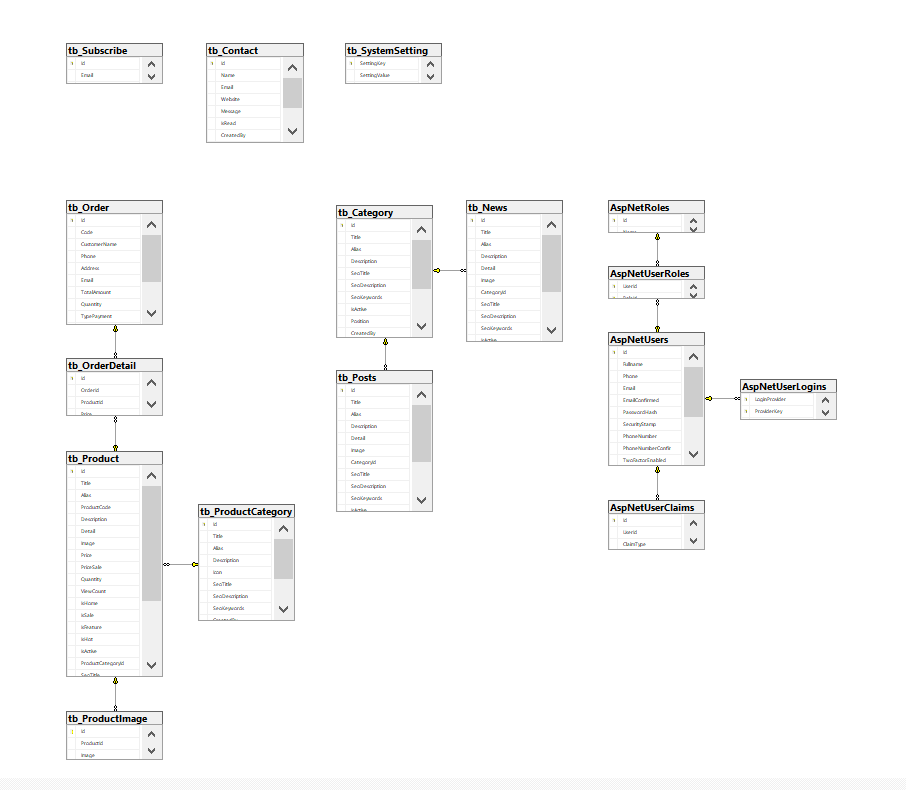 tb_Subscribe
Id
Email
tb_Contact
Id
Name
Email
Website
Message
IsRead
CreatedBy
tb_SystemSetting
SettingKey
SettingValue
tb_Order
Id
Code
CustomerName
Phone
Address
Email
TotalAmount
Quantity
TypePayment
tb_Category
Id
Title
Alias
Description
SeoTitle
SeoDescription
SeoKeywords
IsActive
Position
CreatedBy
tb_News
Id
Title
Alias
Description
Detail
Image
CategoryId
SeoTitle
SeoDescription
SeoKeywords
IsActive
AspNetRoles
Id
Name
AspNetUserRoles
UserId
AspNetUsers
Id
Fullname
Phone
Email
EmailConfirmed
PasswordHash
SecurityStamp
PhoneNumber
PhoneNumberConfir
TwoFactorEnabled
AspNetUserLogins
LoginProvider
ProviderKey
AspNetUserClaims
Id
UserId
ClaimType
tb_OrderDetail
Id
OrderId
ProductId
Price
tb_Posts
Id
Title
Alias
Description
Detail
Image
CategoryId
SeoTitle
SeoDescription
SeoKeywords
IsActive
tb_Product
Id
Title
Alias
ProductCode
Description
Detail
Image
Price
PriceSale
Quantity
ViewCount
IsHome
IsSale
IsFeature
IsHot
IsActive
ProductCategoryId
SeoTitle
tb_ProductCategory
Id
Title
Alias
Description
Icon
SeoTitle
SeoDescription
SeoKeywords
CreatedBy
tb_ProductImage
Id
ProductId
Image